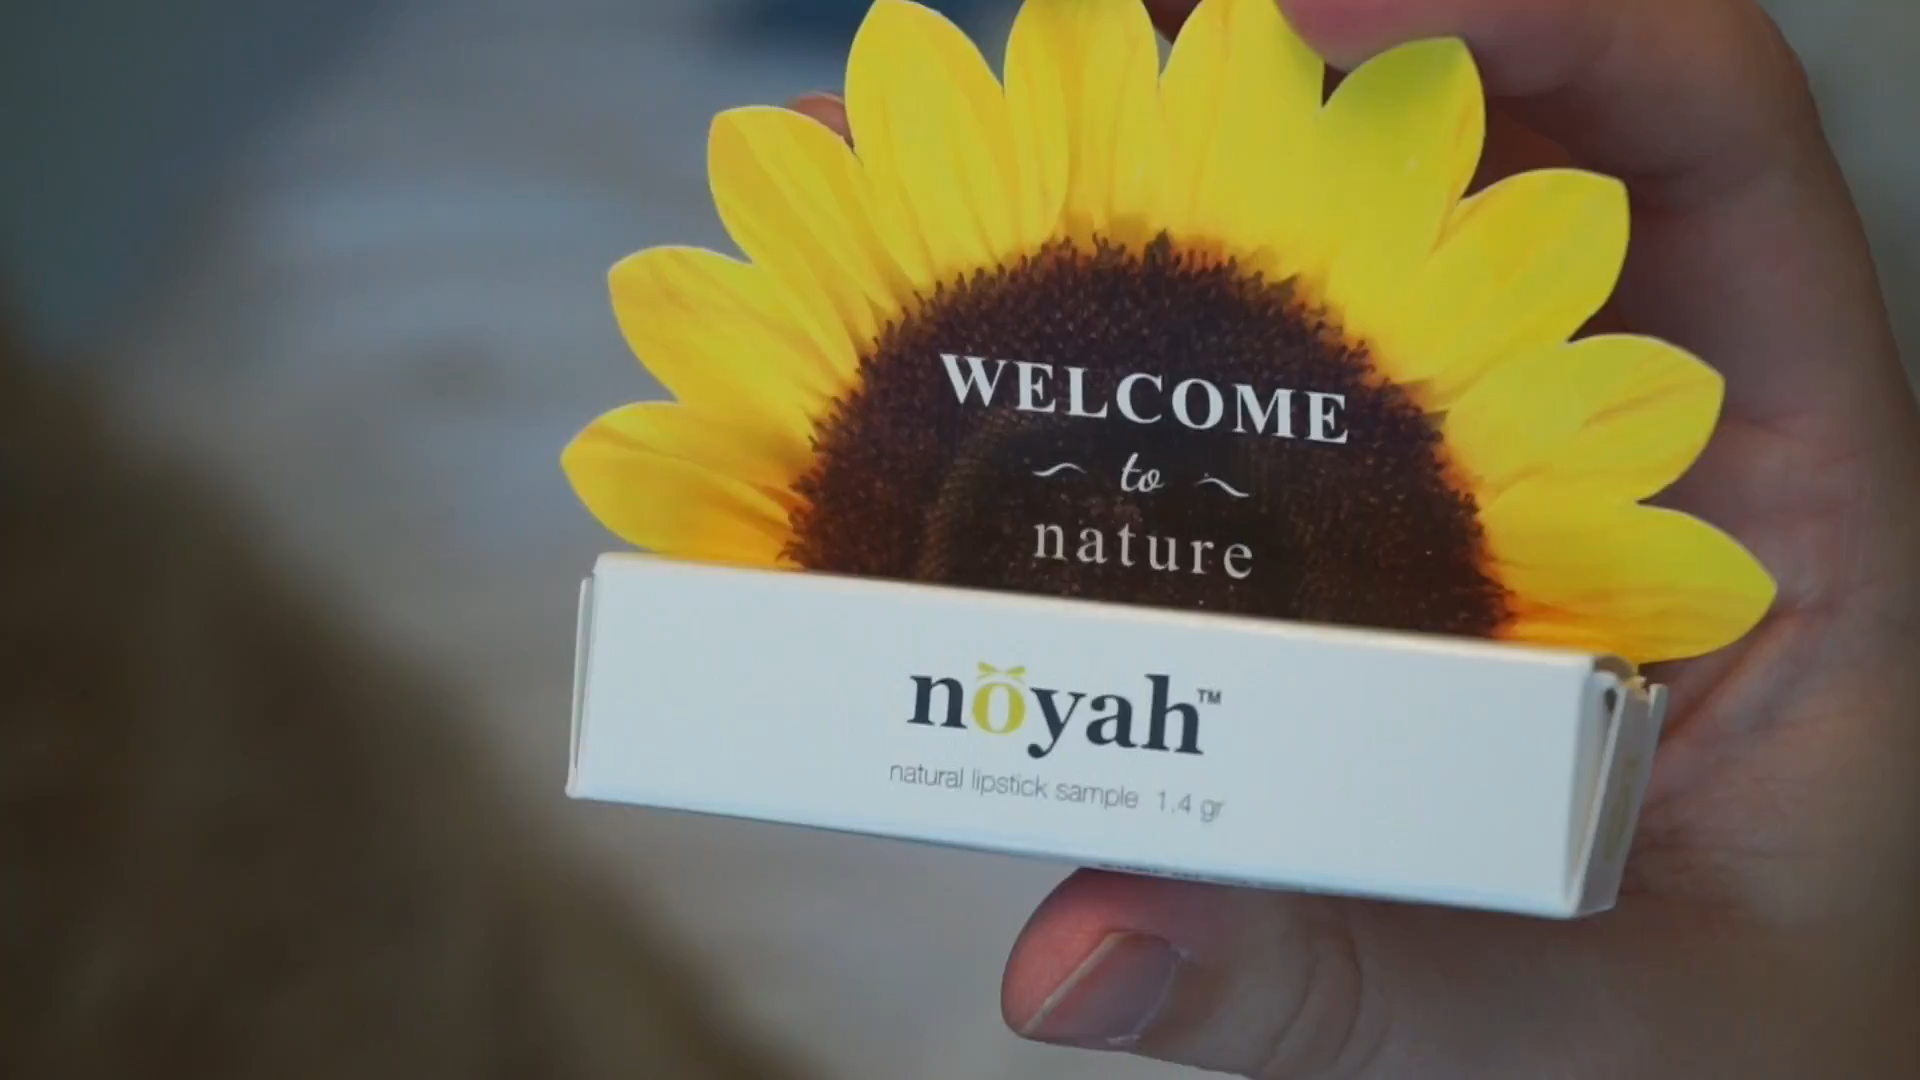 WELCOME
to
nature
noyah™
natural lipstick sample 1.4 gr